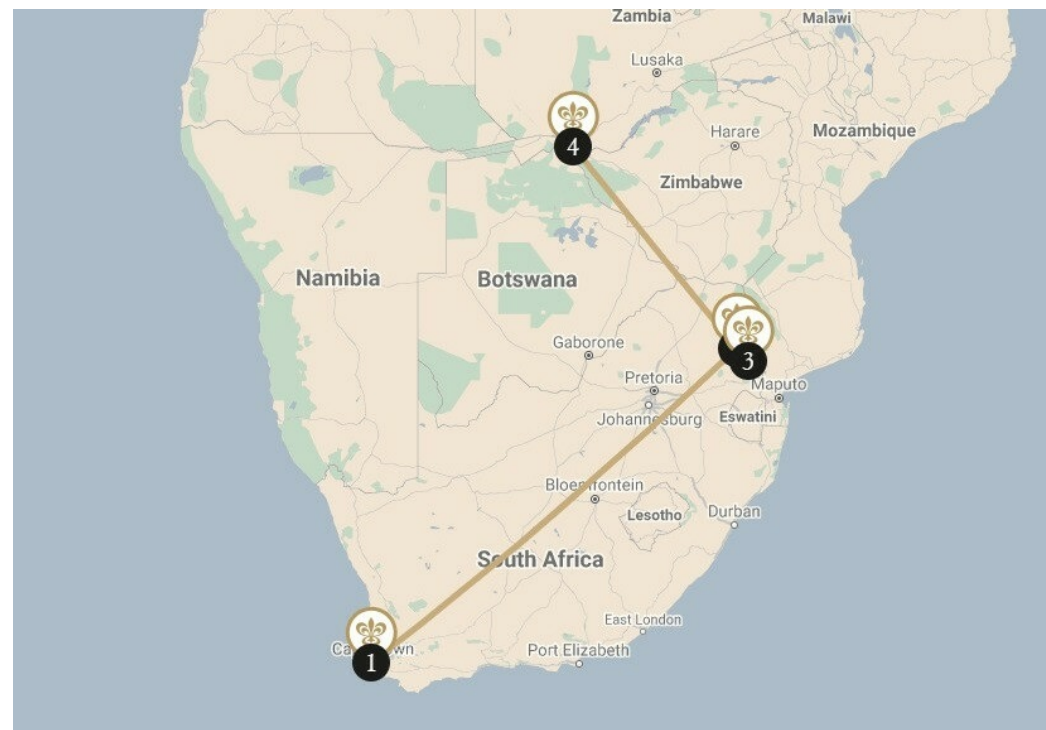 Zambia
Malawi
Lusaka
4
Harare
Mozambique
Zimbabwe
Namibia
Botswana
Gaborone
3
Pretoria
Maputo
Johannesburg
Eswatini
Bloemfontein
Lesotho
Durban
South Africa
East London
Port Elizabeth
1